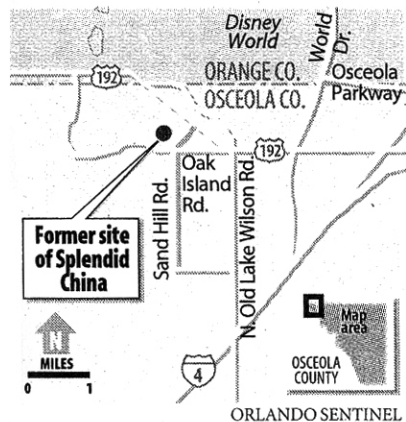 Disney
World
World
Dr.
192
ORANGE CO.
OSCEOLA CO.
Osceola
Parkway
192
Oak
Island
Rd.
Sand Hill Rd.
N. Old Lake Wilson Rd.
Former site
of Splendid
China
N
MILES
0 1
4
Map
area
OSCEOLA
COUNTY
ORLANDO SENTINEL